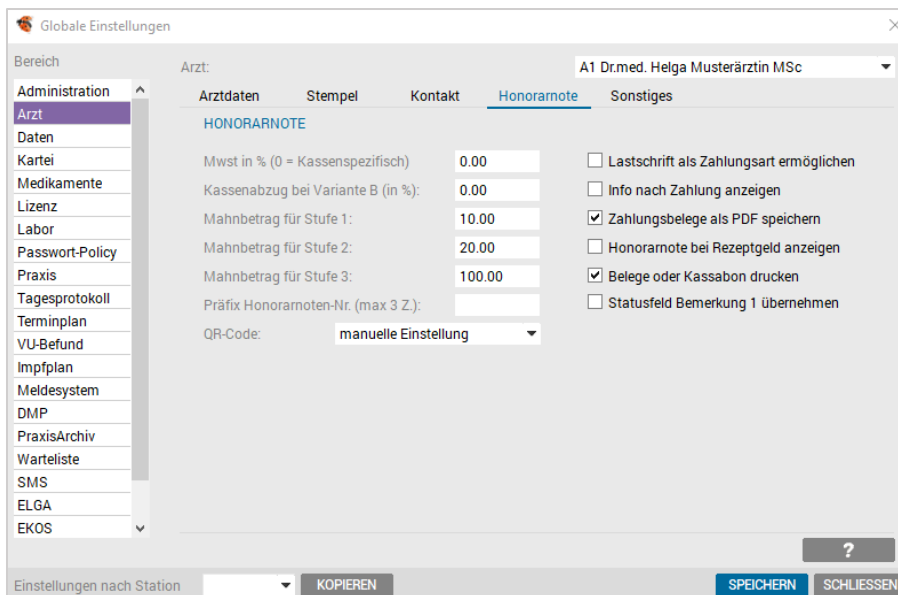 Globale Einstellungen
Bereich
Administration
Arzt
Daten
Kartei
Medikamente
Lizenz
Labor
Passwort-Policy
Praxis
Tagesprotokoll
Terminplan
VU-Befund
Impfplan
Meldesystem
DMP
PraxisArchiv
Warteliste
SMS
ELGA
EKOS
Arzt: A1 Dr.med. Helga Musterärztin MSc
Arztdaten Stempel Kontakt Honorarnote Sonstiges
HONORARNOTE
Mwst in % (0 = Kassenspezifisch) 0.00
Kassenabzug bei Variante B (in %): 0.00
Mahnbetrag für Stufe 1: 10.00
Mahnbetrag für Stufe 2: 20.00
Mahnbetrag für Stufe 3: 100.00
Präfix Honorarnoten-Nr. (max 3 Z.):
QR-Code: manuelle Einstellung
Lastschrift als Zahlungsart ermöglichen
Info nach Zahlung anzeigen
Zahlungsbelege als PDF speichern
Honorarnote bei Rezeptgeld anzeigen
Belege oder Kassabon drucken
Statusfeld Bemerkung 1 übernehmen
?
Einstellungen nach Station KOPIEREN SPEICHERN SCHLIESSEN